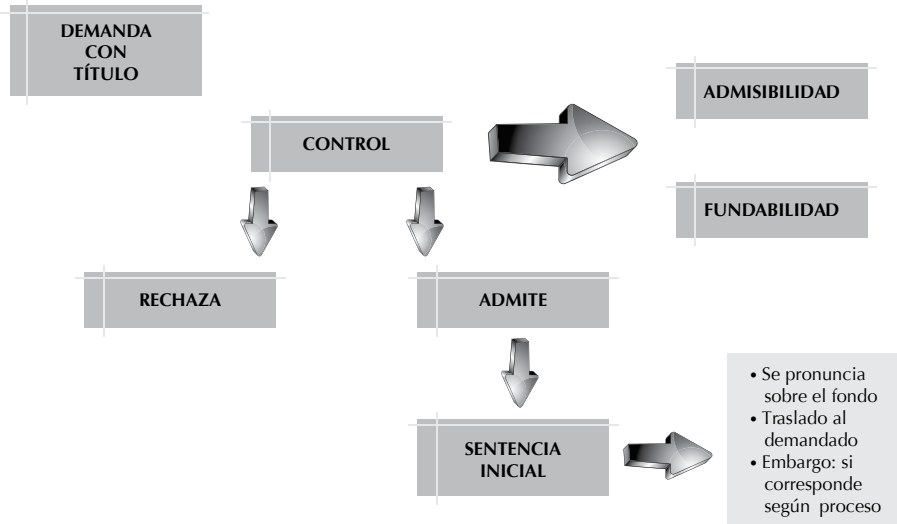 DEMANDA
CON
TÍTULO
CONTROL
ADMISIBILIDAD
FUNDABILIDAD
RECHAZA
ADMITE
SENTENCIA
INICIAL
• Se pronuncia
sobre el fondo
• Traslado al
demandado
• Embargo: si
corresponde
según proceso